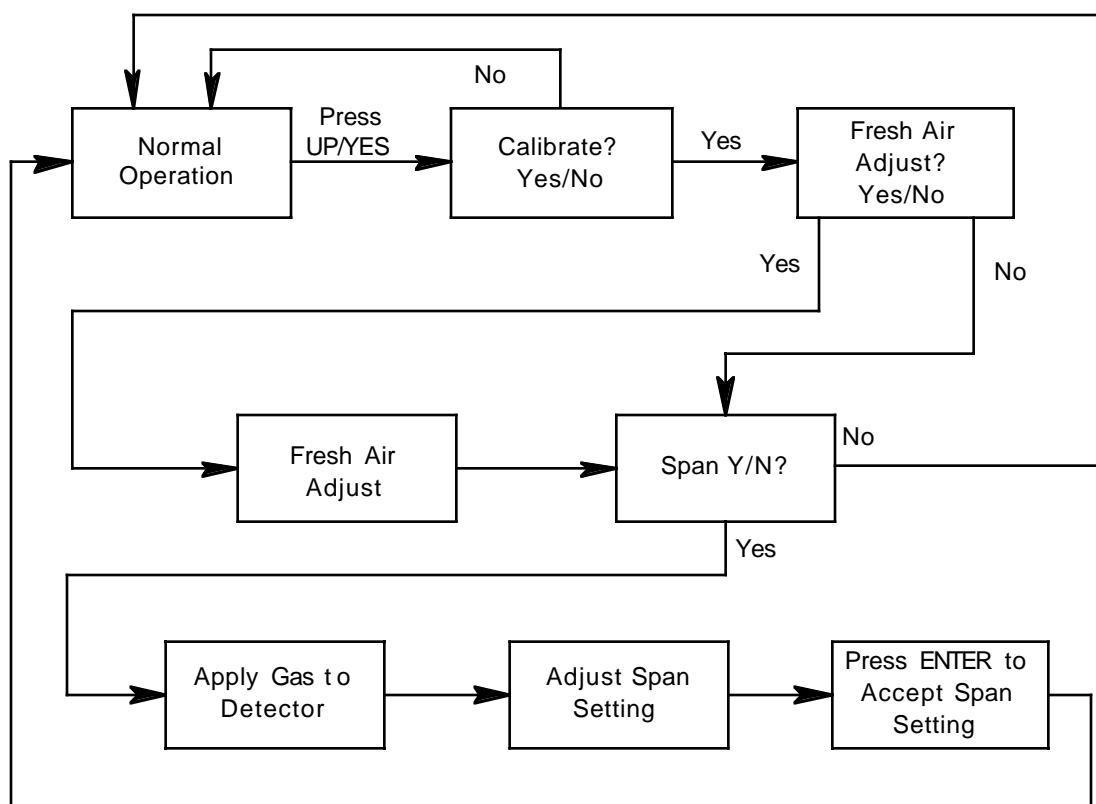 No
Normal
Operation
Press
UP/YES
Calibrate?
Yes/No
Yes
Fresh Air
Adjust?
Yes/No
Yes
No
Fresh Air
Adjust
Span Y/N?
No
Yes
Apply Gas to
Detector
Adjust Span
Setting
Press ENTER to
Accept Span
Setting